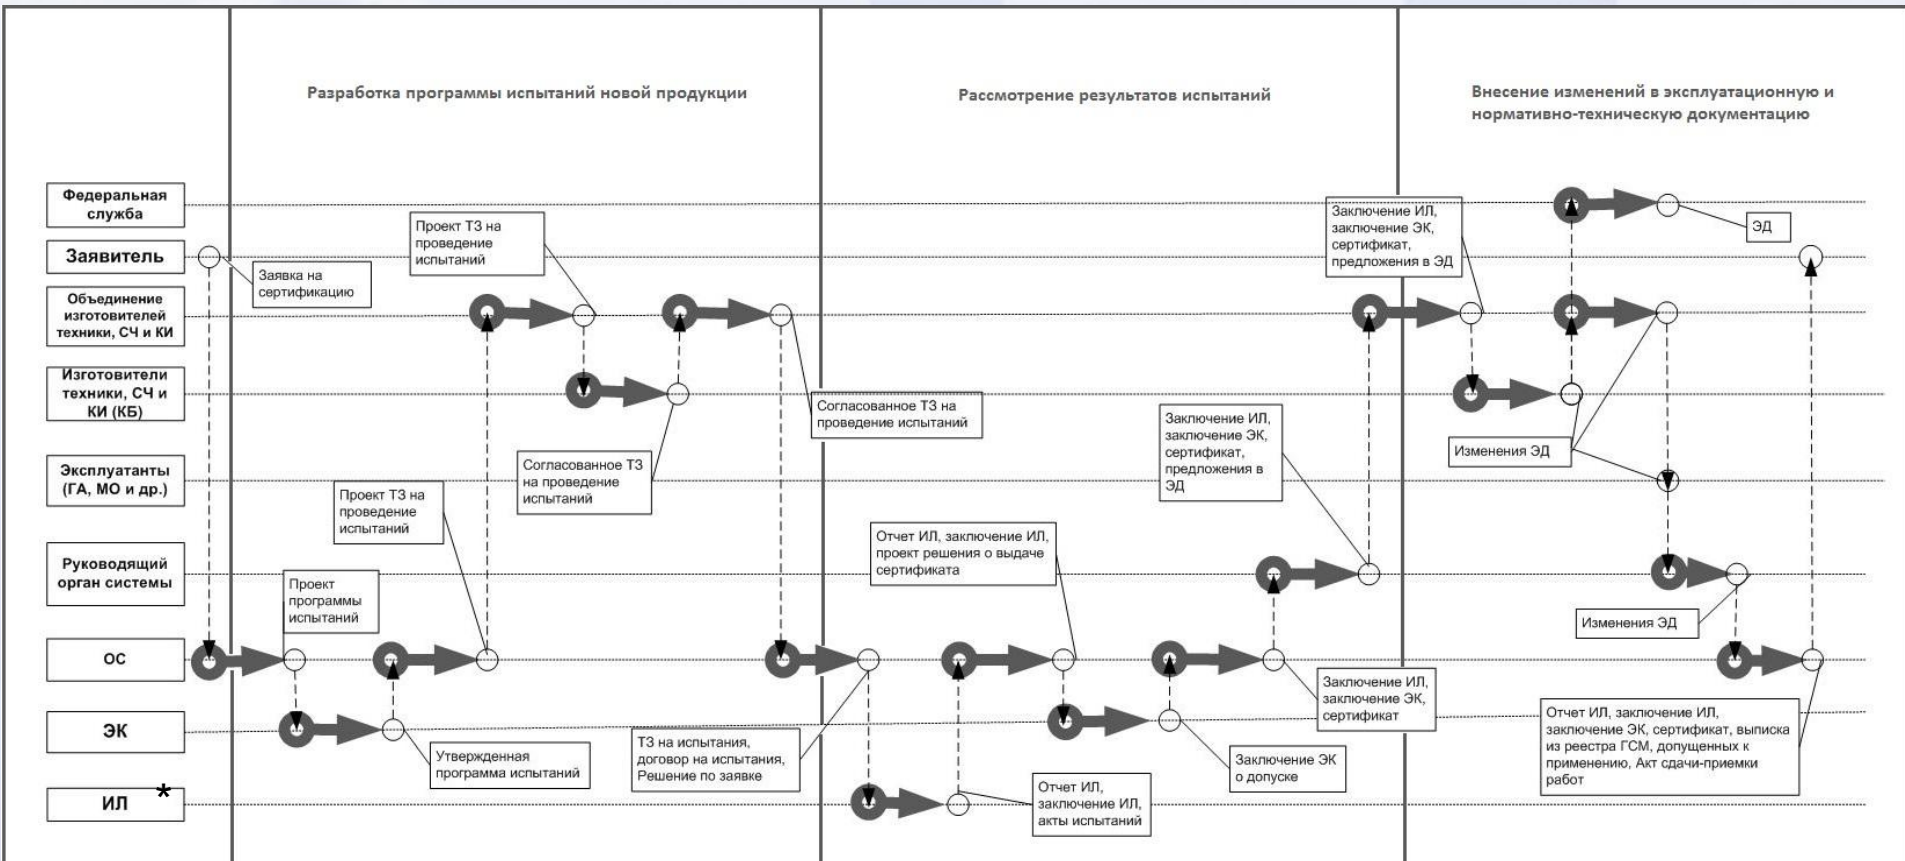 Разработка программы испытаний новой продукции
Рассмотрение результатов испытаний
Внесение изменений в эксплуатационную и
нормативно-техническую документацию
Федеральная
служба
Заявитель
Объединение
изготовителей
техники, СЧ и КИ
Изготовители
техники, СЧ и
КИ (КБ)
Эксплуатанты
(ГА, МО и др.)
Руководящий
орган системы
ОС
ЭК
ИЛ *
Заявка на
сертификацию
Проект
программы
испытаний
Утвержденная
программа испытаний
Проект ТЗ на
проведение
испытаний
Проект ТЗ на
проведение
испытаний
Согласованное ТЗ
на проведение
испытаний
Согласованное ТЗ на
проведение испытаний
ТЗ на испытания,
договор на испытания,
Решение по заявке
Отчет ИЛ,
заключение ИЛ,
акты испытаний
Отчет ИЛ, заключение ИЛ,
проект решения о выдаче
сертификата
Заключение ЭК
о допуске
Заключение ИЛ,
заключение ЭК,
сертификат
Заключение ИЛ,
заключение ЭК,
сертификат,
предложения в
ЭД
Заключение ИЛ,
заключение ЭК,
сертификат,
предложения в ЭД
Изменения ЭД
ЭД
Изменения ЭД
Отчет ИЛ, заключение ИЛ,
заключение ЭК, сертификат, выписка
из реестра ГСМ, допущенных к
применению, Акт сдачи-приемки
работ